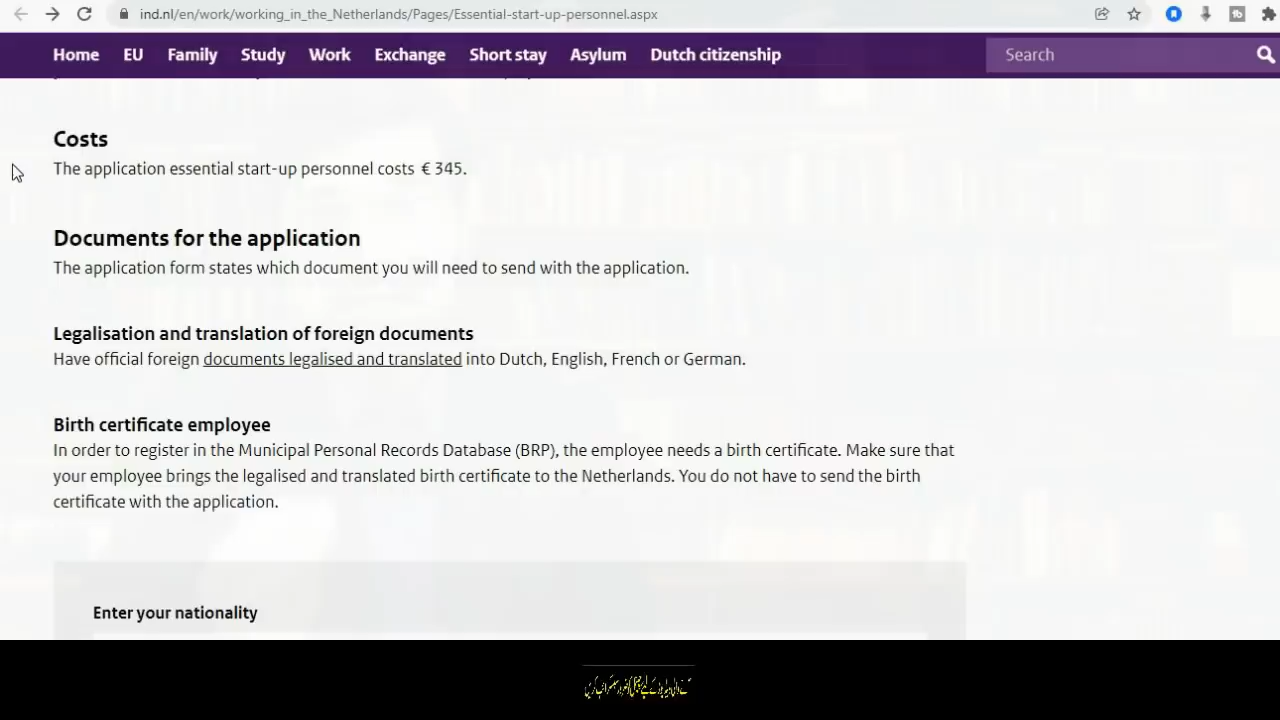 ind.nl/en/work/working_in_the_Netherlands/Pages/Essential-start-up-personnel.aspx
Home EU Family Study Work Exchange Short stay Asylum Dutch citizenship Search
Costs
The application essential start-up personnel costs € 345.
Documents for the application
The application form states which document you will need to send with the application.
Legalisation and translation of foreign documents
Have official foreign documents legalised and translated into Dutch, English, French or German.
Birth certificate employee
In order to register in the Municipal Personal Records Database (BRP), the employee needs a birth certificate. Make sure that
your employee brings the legalised and translated birth certificate to the Netherlands. You do not have to send the birth
certificate with the application.
Enter your nationality